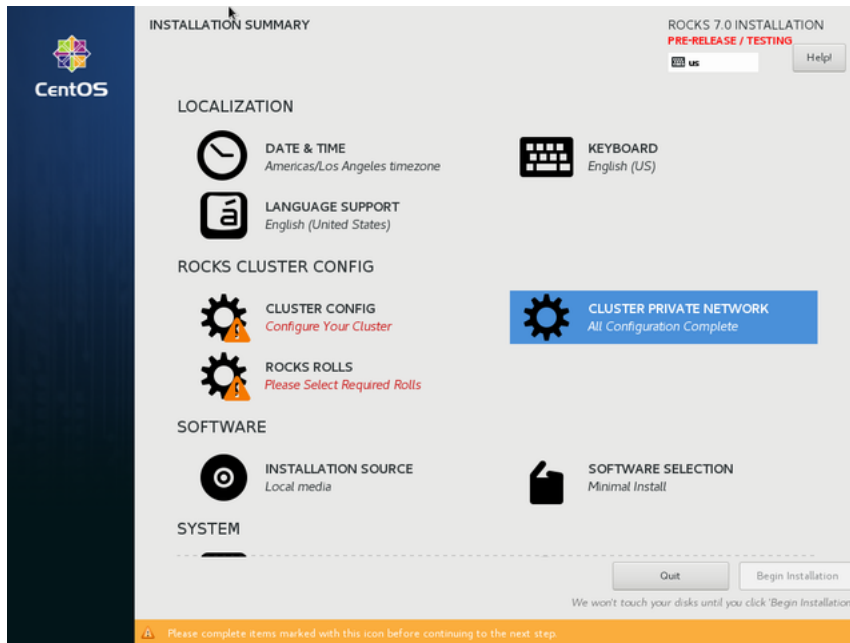 INSTALLATION SUMMARY
ROCKS 7.0 INSTALLATION
PRE-RELEASE / TESTING
us
Help!
CentOS
LOCALIZATION
DATE & TIME
Americas/Los Angeles timezone
KEYBOARD
English (US)
LANGUAGE SUPPORT
English (United States)
ROCKS CLUSTER CONFIG
CLUSTER CONFIG
Configure Your Cluster
CLUSTER PRIVATE NETWORK
All Configuration Complete
ROCKS ROLLS
Please Select Required Rolls
SOFTWARE
INSTALLATION SOURCE
Local media
SOFTWARE SELECTION
Minimal Install
SYSTEM
Quit
Begin Installation
We won't touch your disks until you click 'Begin Installation
Please complete items marked with this icon before continuing to the next step.